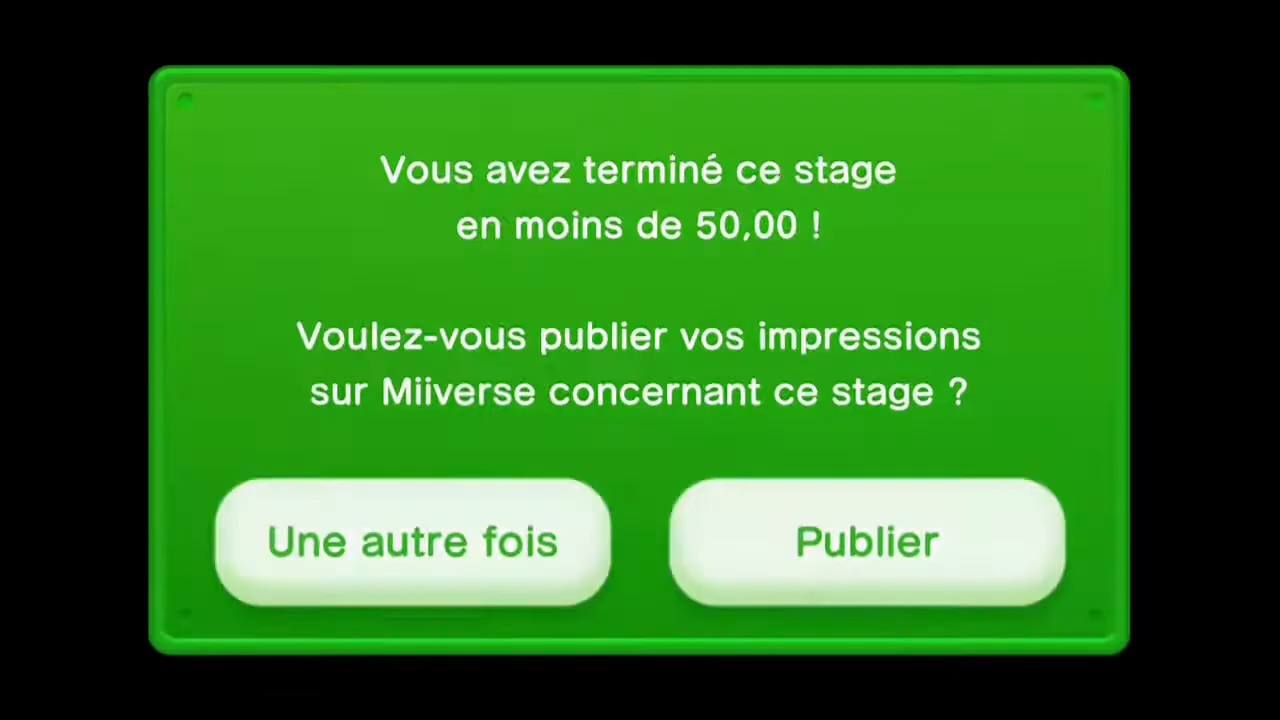 Vous avez terminé ce stage
en moins de 50,00 !
Voulez-vous publier vos impressions
sur Miiverse concernant ce stage ?
Une autre fois
Publier